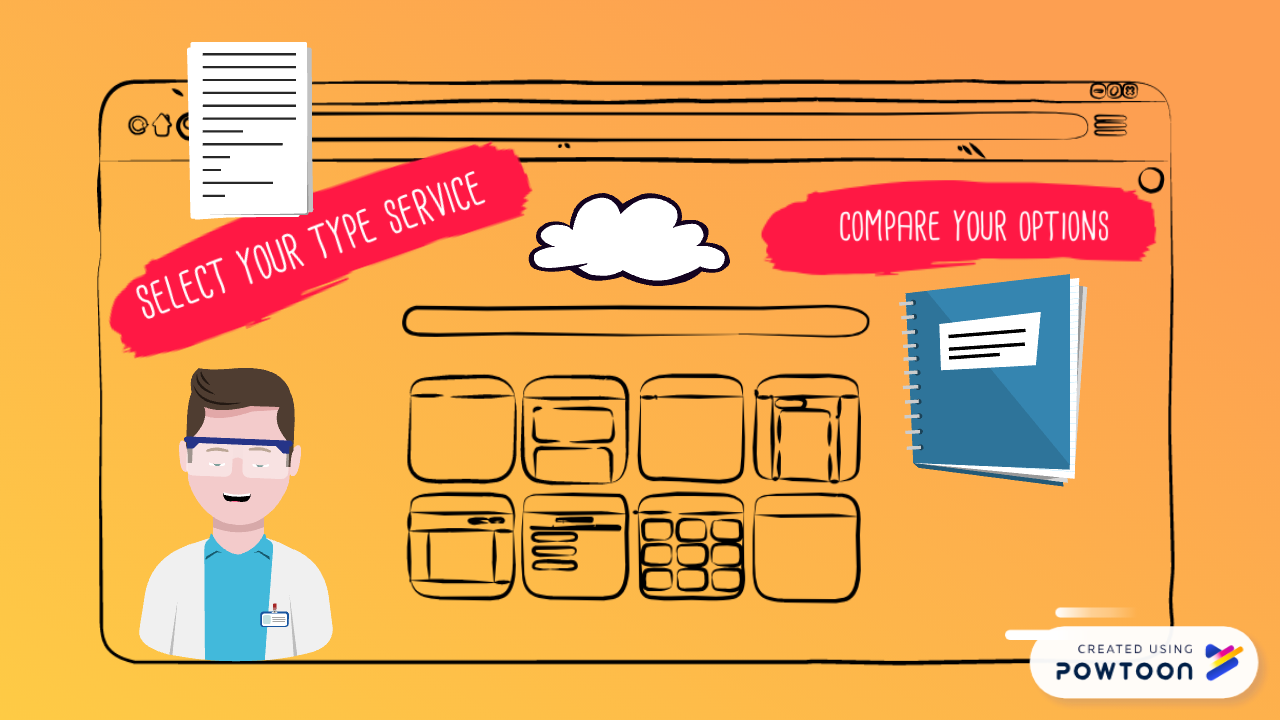 SELECT YOUR TYPE SERVICE
COMPARE YOUR OPTIONS
CREATED USING
POWTOON